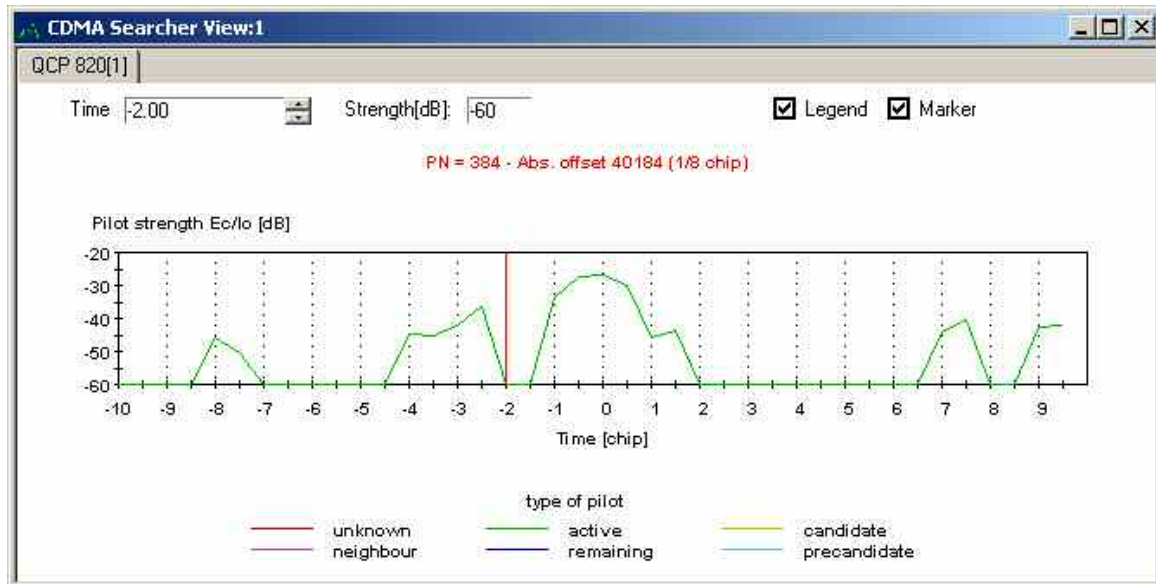 CDMA Searcher View:1
QCP 820[1]
Time -2.00 Strength[dB]: -60 Legend Marker
PN = 384 - Abs. offset 40184 (1/8 chip)
Pilot strength Ec/Io [dB]
-20
-30
-40
-50
-60
-10 -9 -8 -7 -6 -5 -4 -3 -2 -1 0 1 2 3 4 5 6 7 8 9
Time [chip]
type of pilot
unknown active candidate
neighbour remaining precandidate